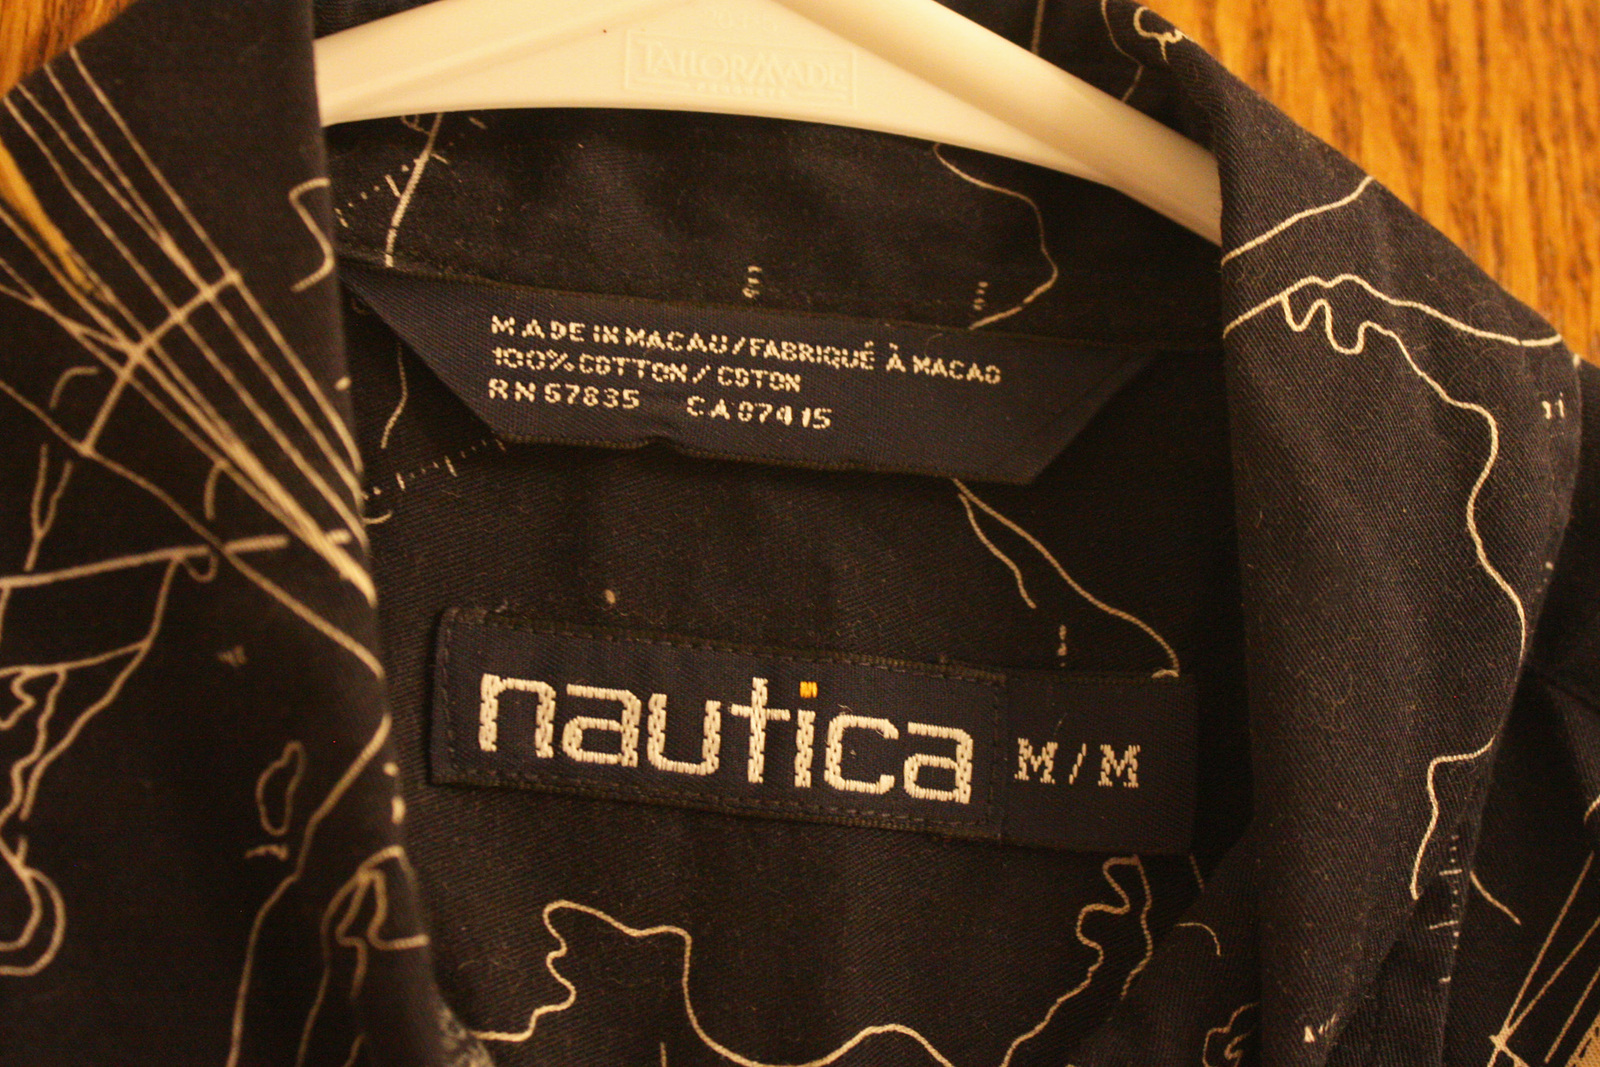 TAILORMADE
MADE IN MACAU/FABRIQUÉ À MACAO
100% COTTON / COTON
RN 57835 CA 07415
nautica M/M